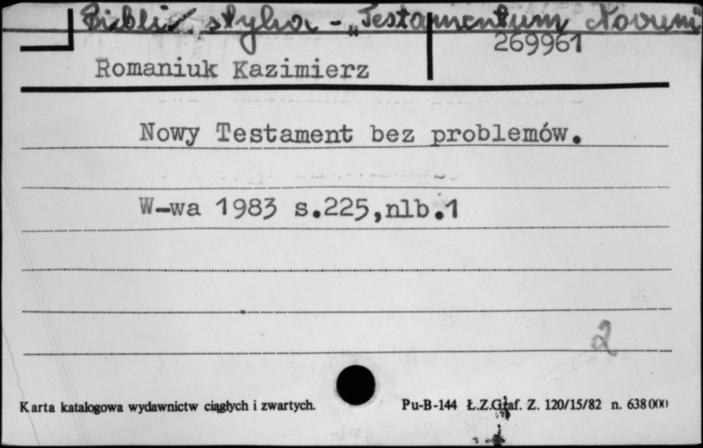 Biblia, służba - „Testamentum Novum"
269961
Romaniuk Kazimierz
Nowy Testament bez problemów.
W-wa 1983 s.225,nlb.1
2
Karta katalogowa wydawnictw ciągłych i zwartych. Pu-B-144 Ł.Z.Graf. Z. 120/15/82 n. 638000